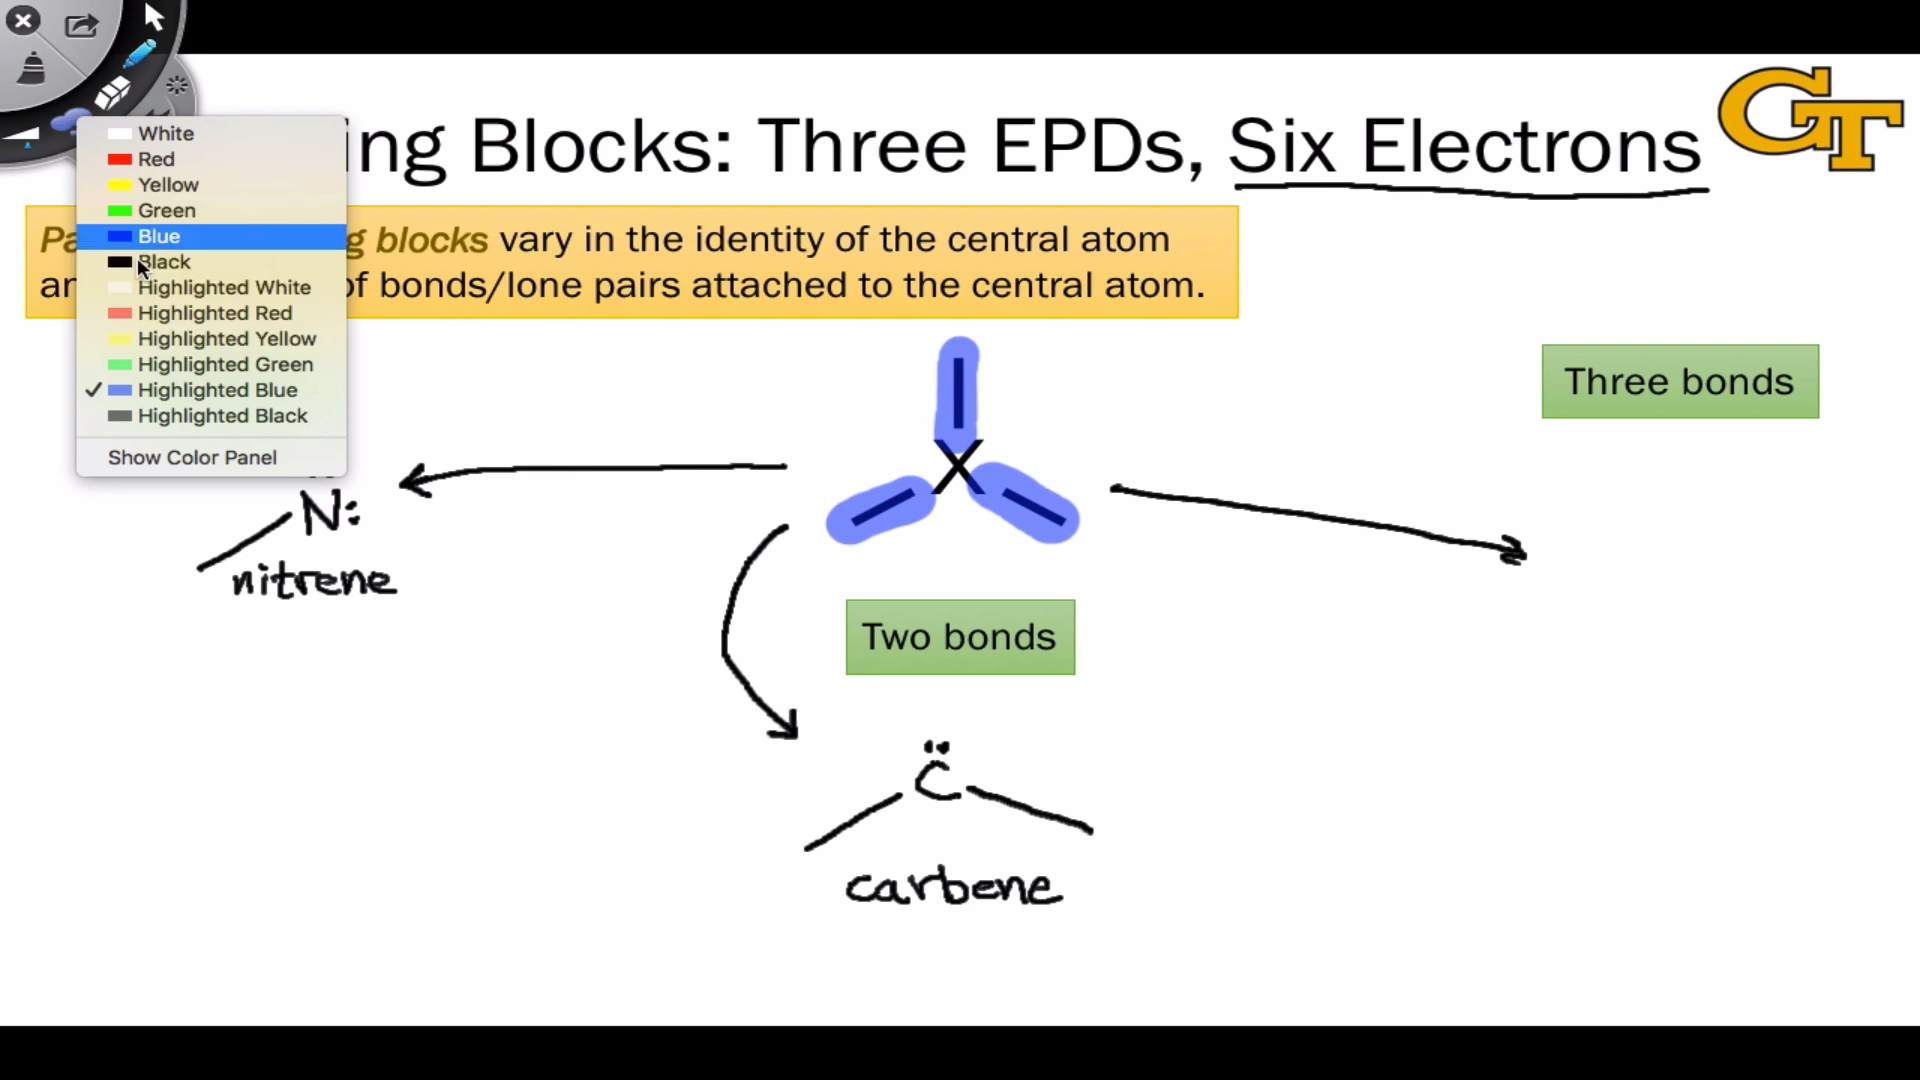 ing Blocks: Three EPDs, Six Electrons
GT
White
Red
Yellow
Green
Blue
Black
Highlighted White
Highlighted Red
Highlighted Yellow
Highlighted Green
Highlighted Blue
Highlighted Black
Show Color Panel
Pa g blocks vary in the identity of the central atom
an of bonds/lone pairs attached to the central atom.
Three bonds
X
N:
nitrene
Two bonds
C
carbene